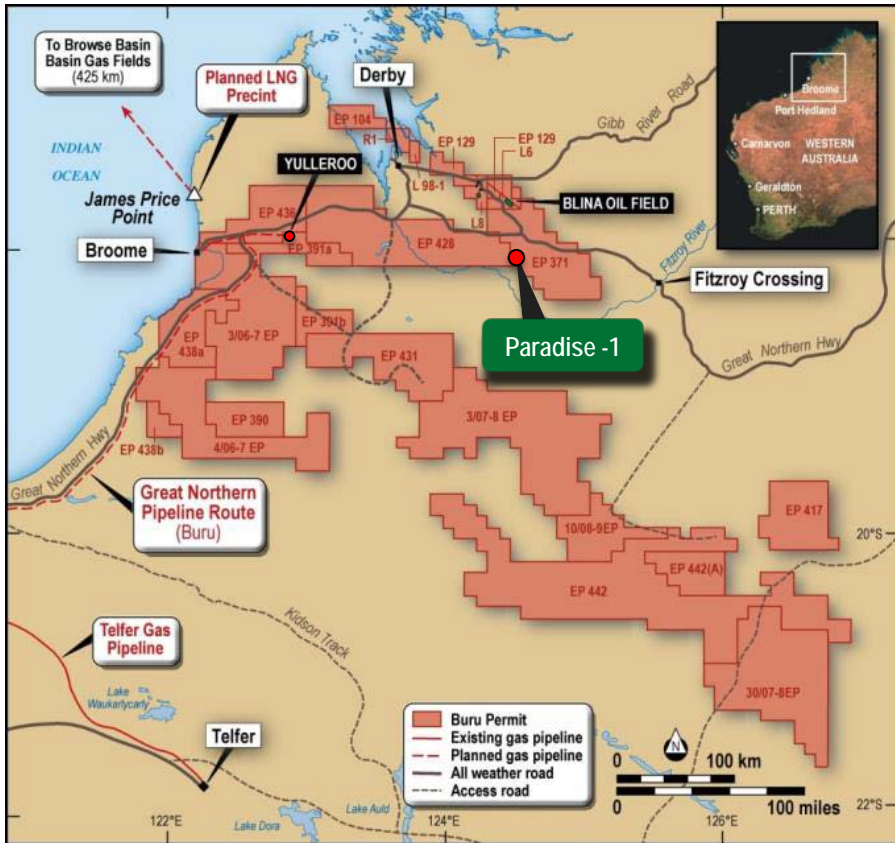 To Browse Basin
Basin Gas Fields
(425 km)
Planned LNG
Precint
Derby
INDIAN
OCEAN
James Price
Point
YULLEROO
Broome
EP 104
R1
EP 129
EP 129
L6
L 98-1
L8
Gibb River Road
BLINA OIL FIELD
EP 436
EP 391a
EP 428
EP 371
Fitzroy River
Fitzroy Crossing
Great Northern Hwy
Paradise -1
EP
438a
3/06-7 EP
EP 391b
EP 431
EP 390
4/06-7 EP
EP 438b
3/07-8 EP
Great Northern Hwy
Great Northern
Pipeline Route
(Buru)
10/08-9EP
EP 417
EP 442(A)
EP 442
30/07-8EP
20°S
Kidson Track
Telfer Gas
Pipeline
Lake
Waukarlycarly
Telfer
Lake Dora
Lake Auld
Buru Permit
Existing gas pipeline
Planned gas pipeline
All weather road
Access road
N
0 100 km
0 100 miles
22°S
122°E
124°E
126°E
Broome
Port Hedland
Carnarvon
WESTERN
AUSTRALIA
Geraldton
PERTH